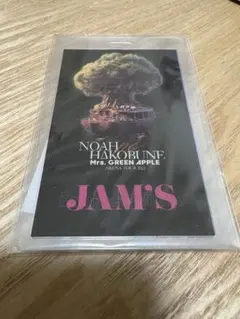 NOAH no
HAKOBUNE
Mrs. GREEN APPLE
ARENA TOUR 2023
JAM'S